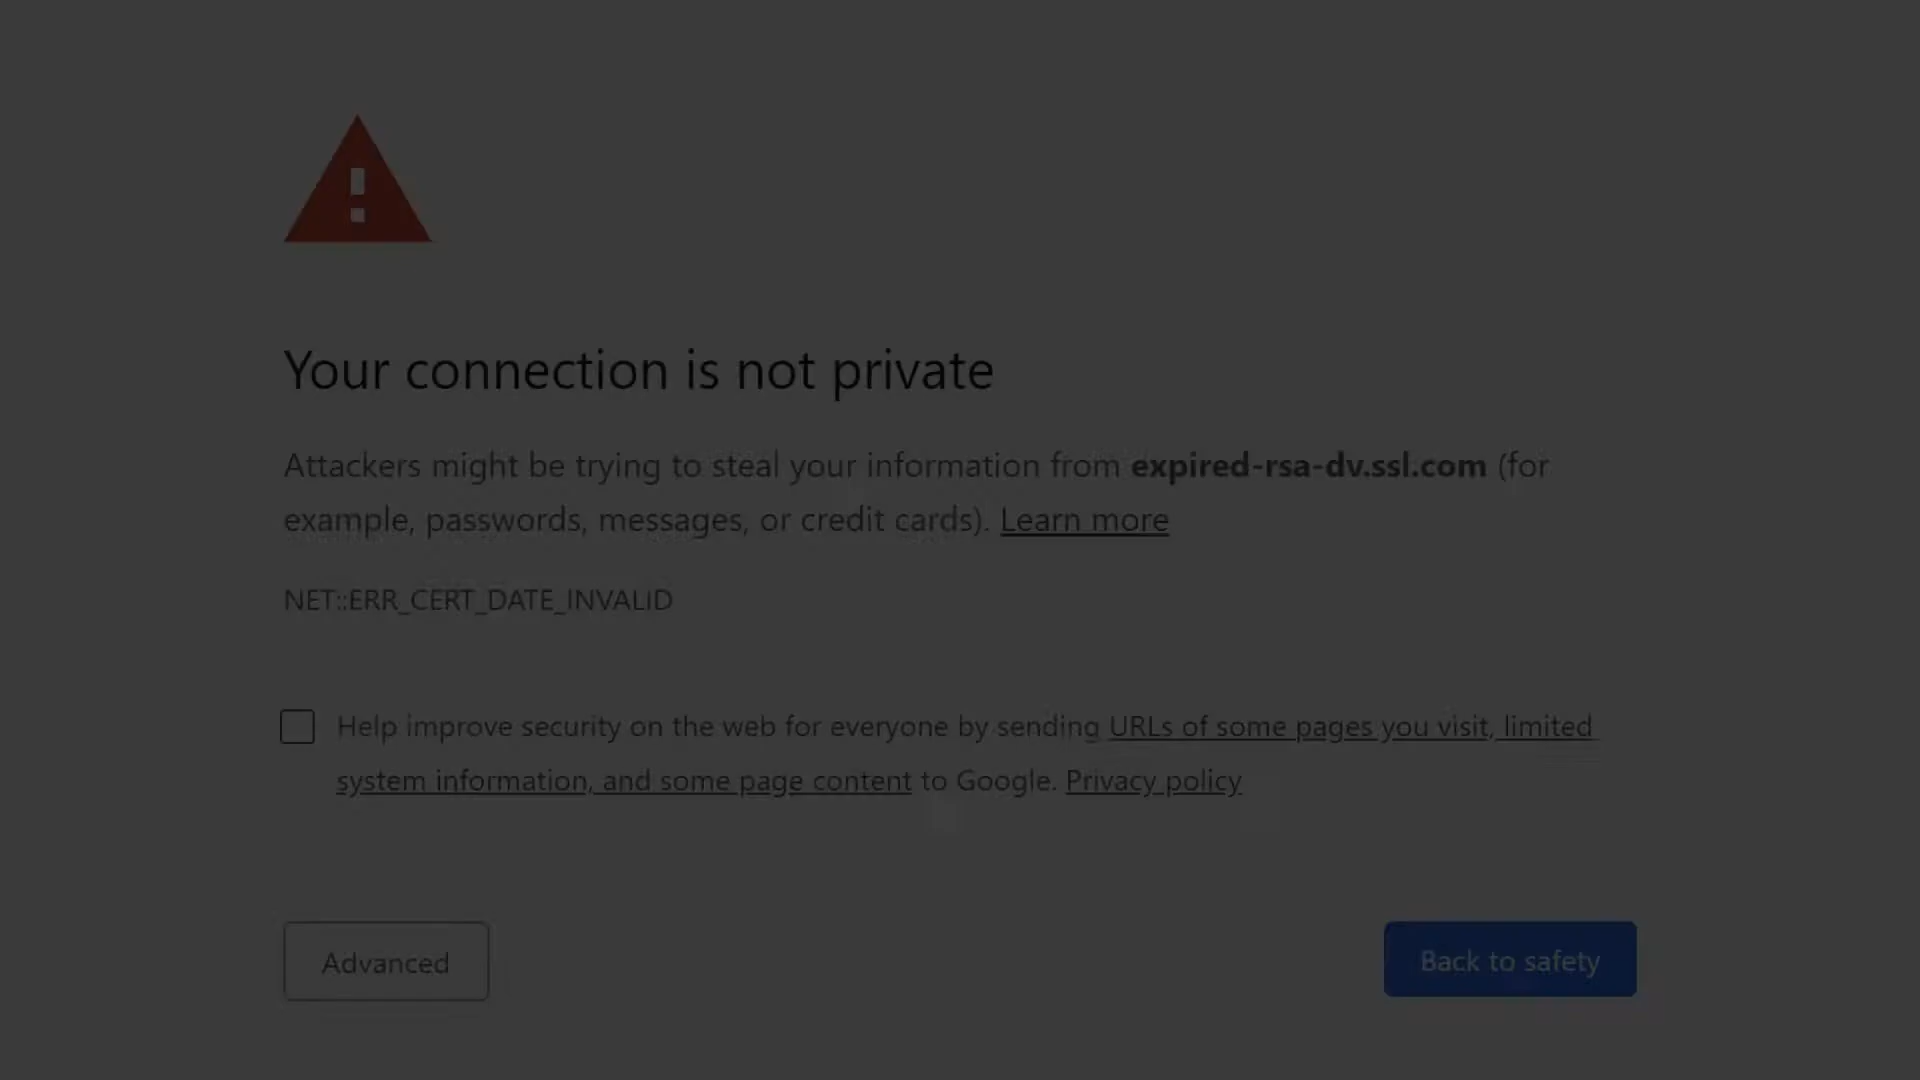 Your connection is not private
Attackers might be trying to steal your information from expired-rsa-dv.ssl.com (for
example, passwords, messages, or credit cards). Learn more
NET::ERR_CERT_DATE_INVALID
Help improve security on the web for everyone by sending URLs of some pages you visit, limited
system information, and some page content to Google. Privacy policy
Advanced
Back to safety